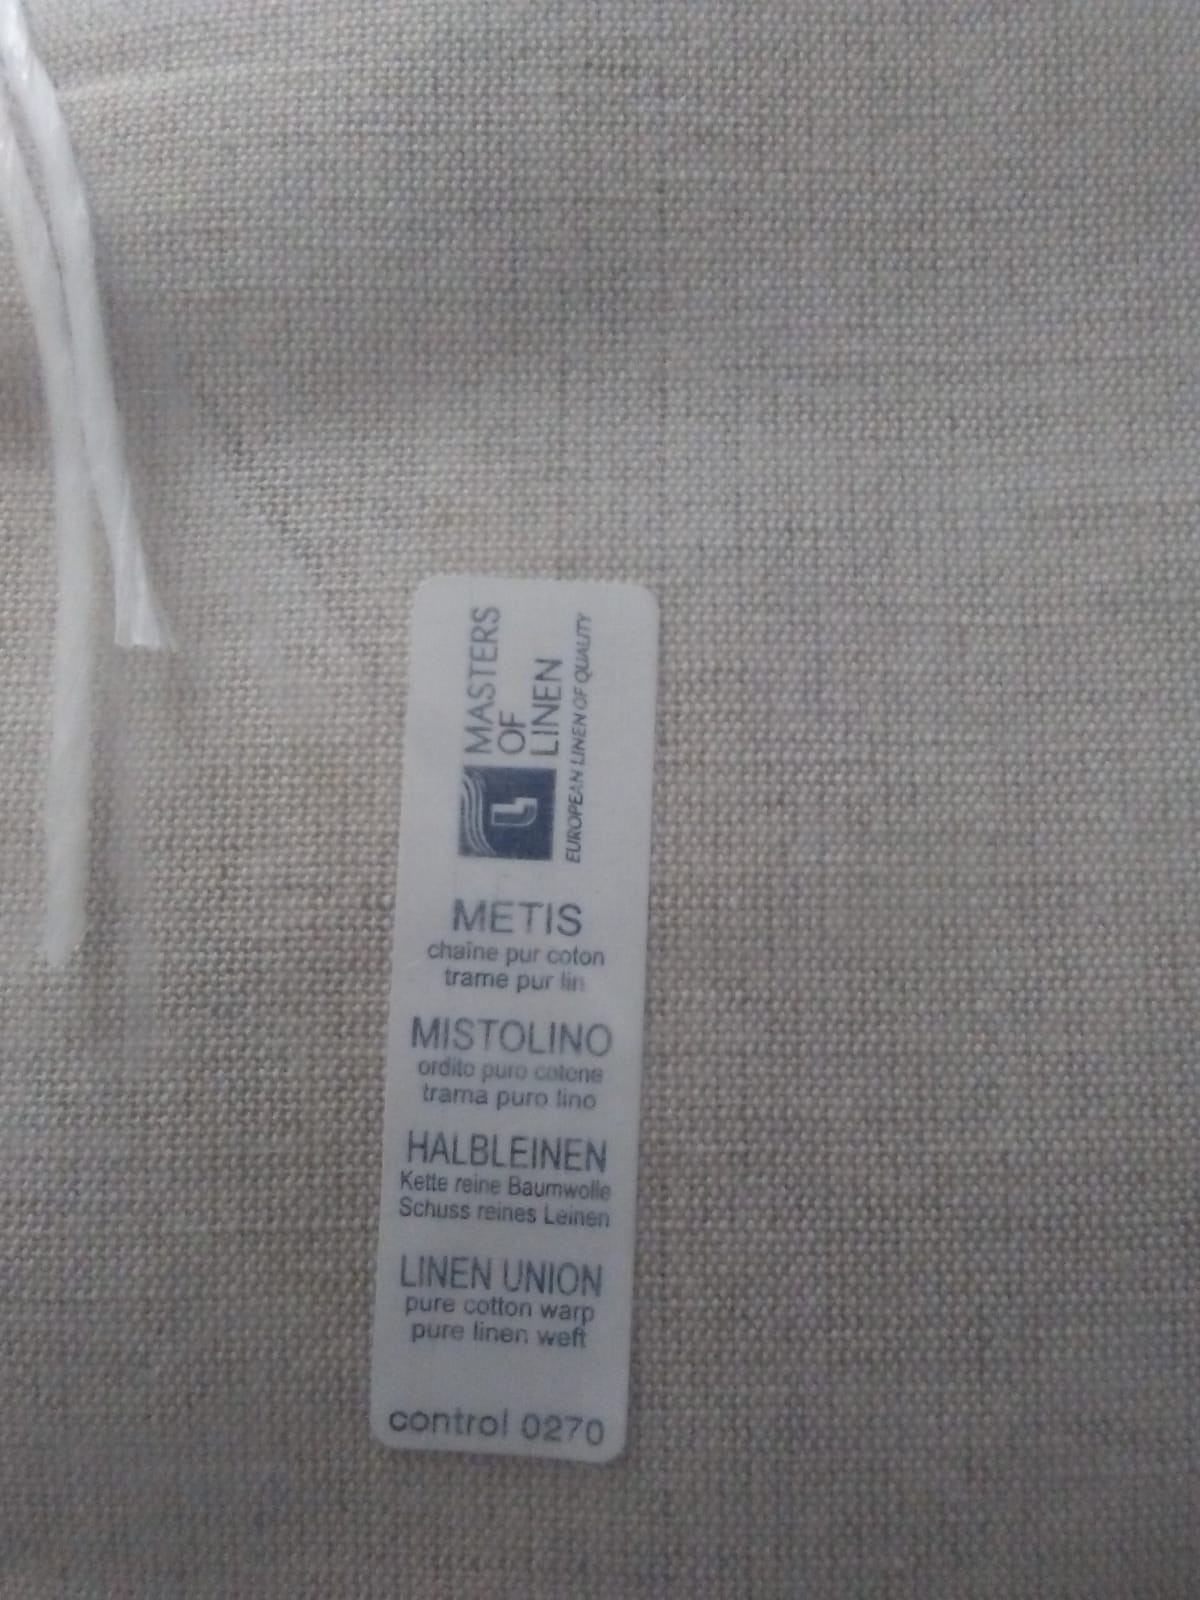 MASTERS
OF
LINEN
EUROPEAN LINEN OF QUALITY
METIS
chaîne pur coton
trame pur lin
MISTOLINO
ordito puro cotone
trama puro lino
HALBLEINEN
Kette reine Baumwolle
Schuss reines Leinen
LINEN UNION
pure cotton warp
pure linen weft
control 0270